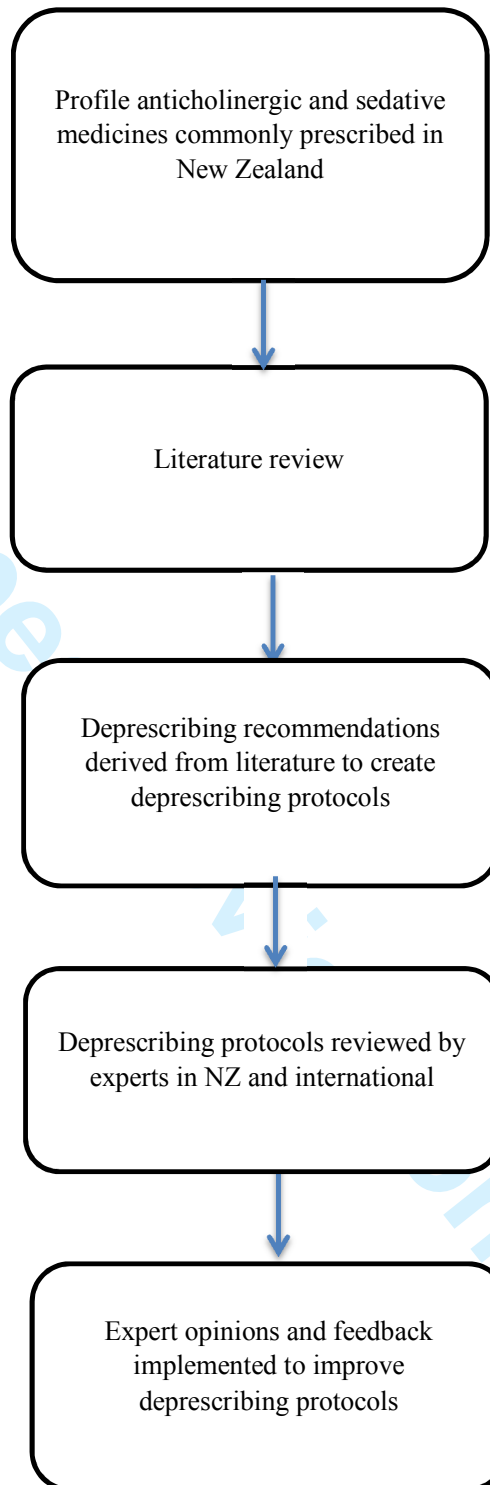 Profile anticholinergic and sedative
medicines commonly prescribed in
New Zealand
Literature review
Deprescribing recommendations
derived from literature to create
deprescribing protocols
Deprescribing protocols reviewed by
experts in NZ and international
Expert opinions and feedback
implemented to improve
deprescribing protocols